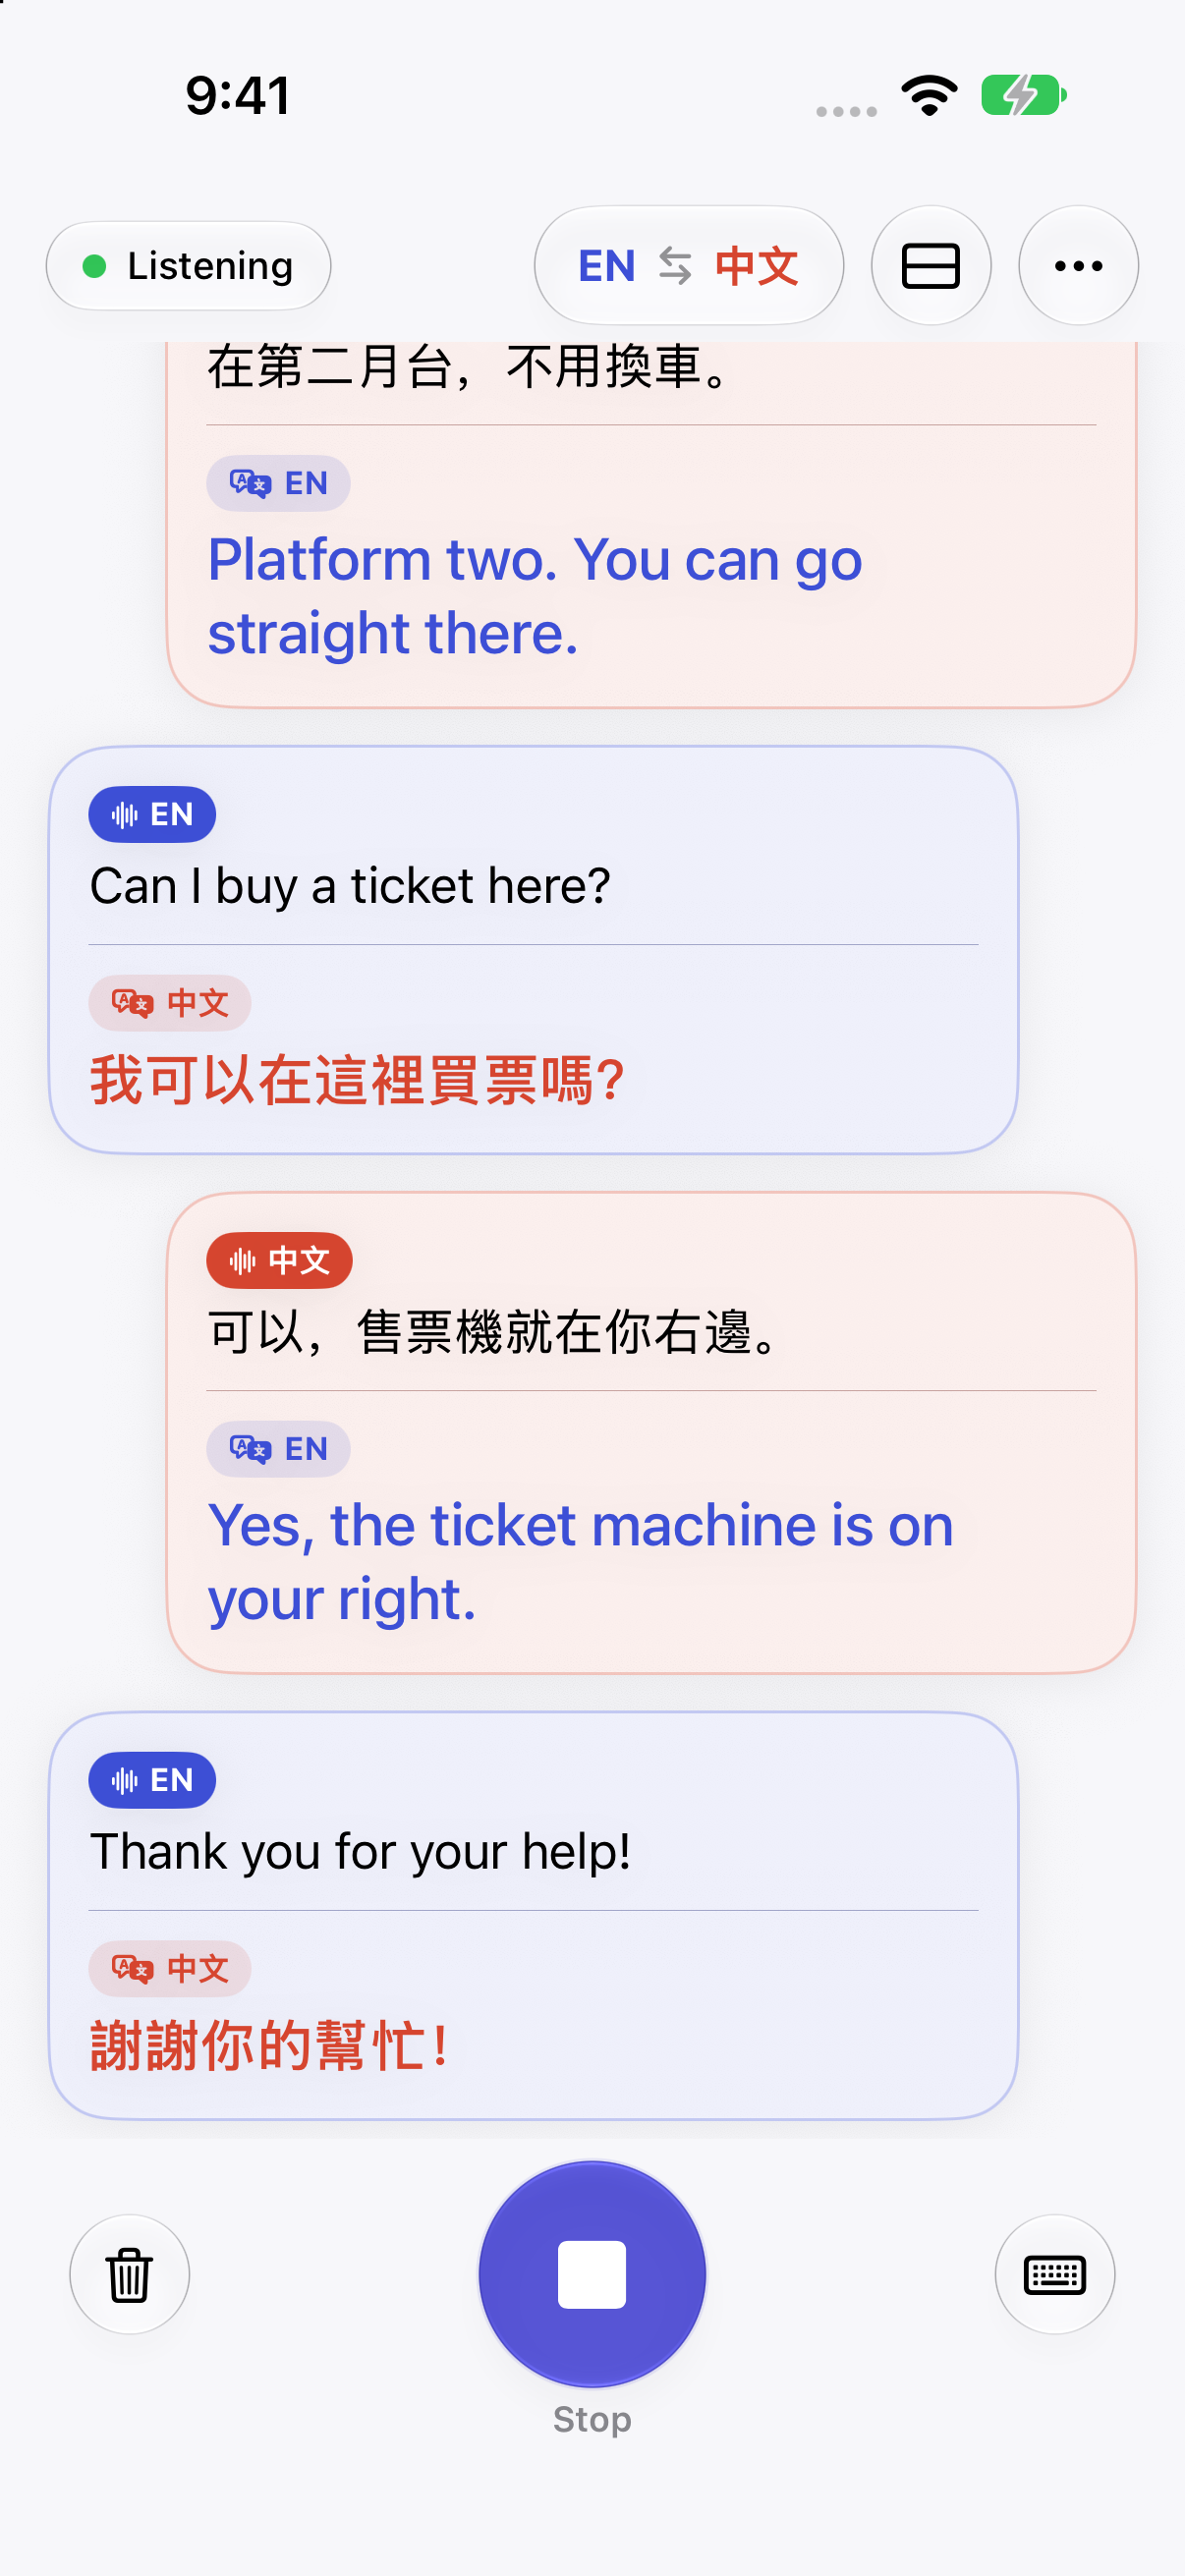 9:41
Listening
EN 中文
在第二月台，不用換車。
EN
Platform two. You can go
straight there.
EN
Can I buy a ticket here?
中文
我可以在這裡買票嗎?
中文
可以，售票機就在你右邊。
EN
Yes, the ticket machine is on
your right.
EN
Thank you for your help!
中文
謝謝你的幫忙！
Stop